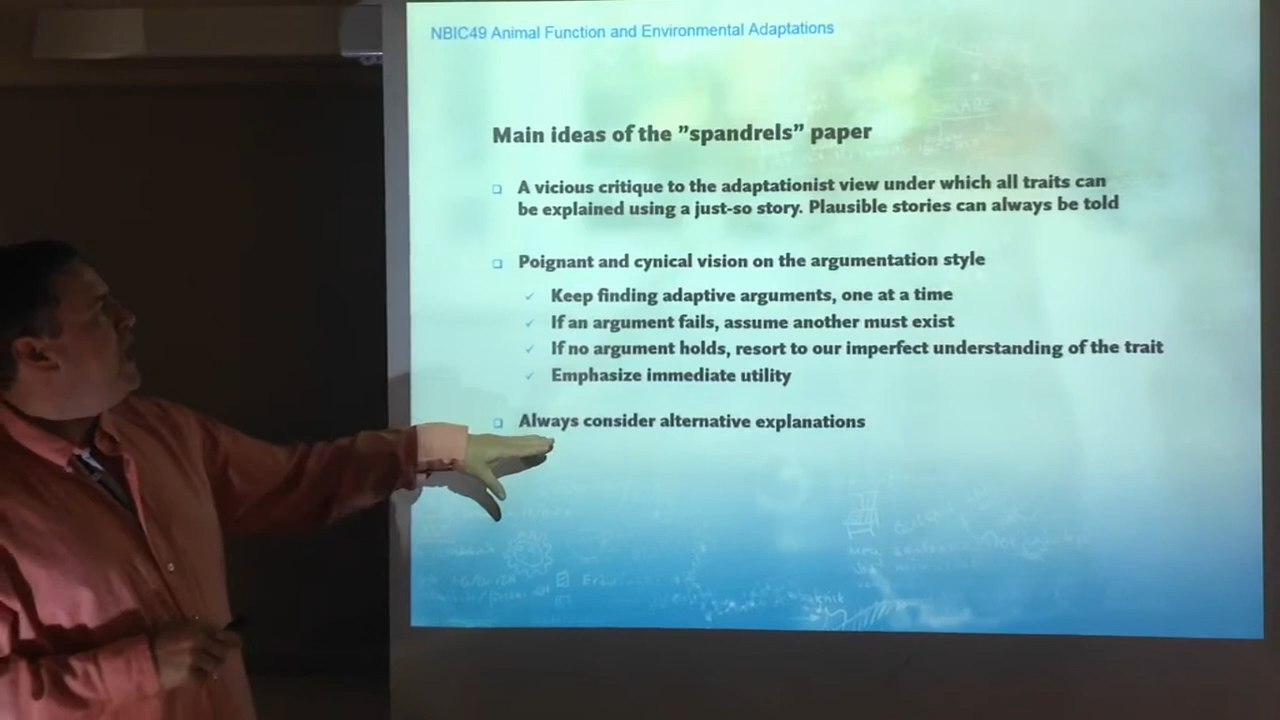 NBIC49 Animal Function and Environmental Adaptations
Main ideas of the ”spandrels” paper
A vicious critique to the adaptationist view under which all traits can
be explained using a just-so story. Plausible stories can always be told
Poignant and cynical vision on the argumentation style
Keep finding adaptive arguments, one at a time
If an argument fails, assume another must exist
If no argument holds, resort to our imperfect understanding of the trait
Emphasize immediate utility
Always consider alternative explanations